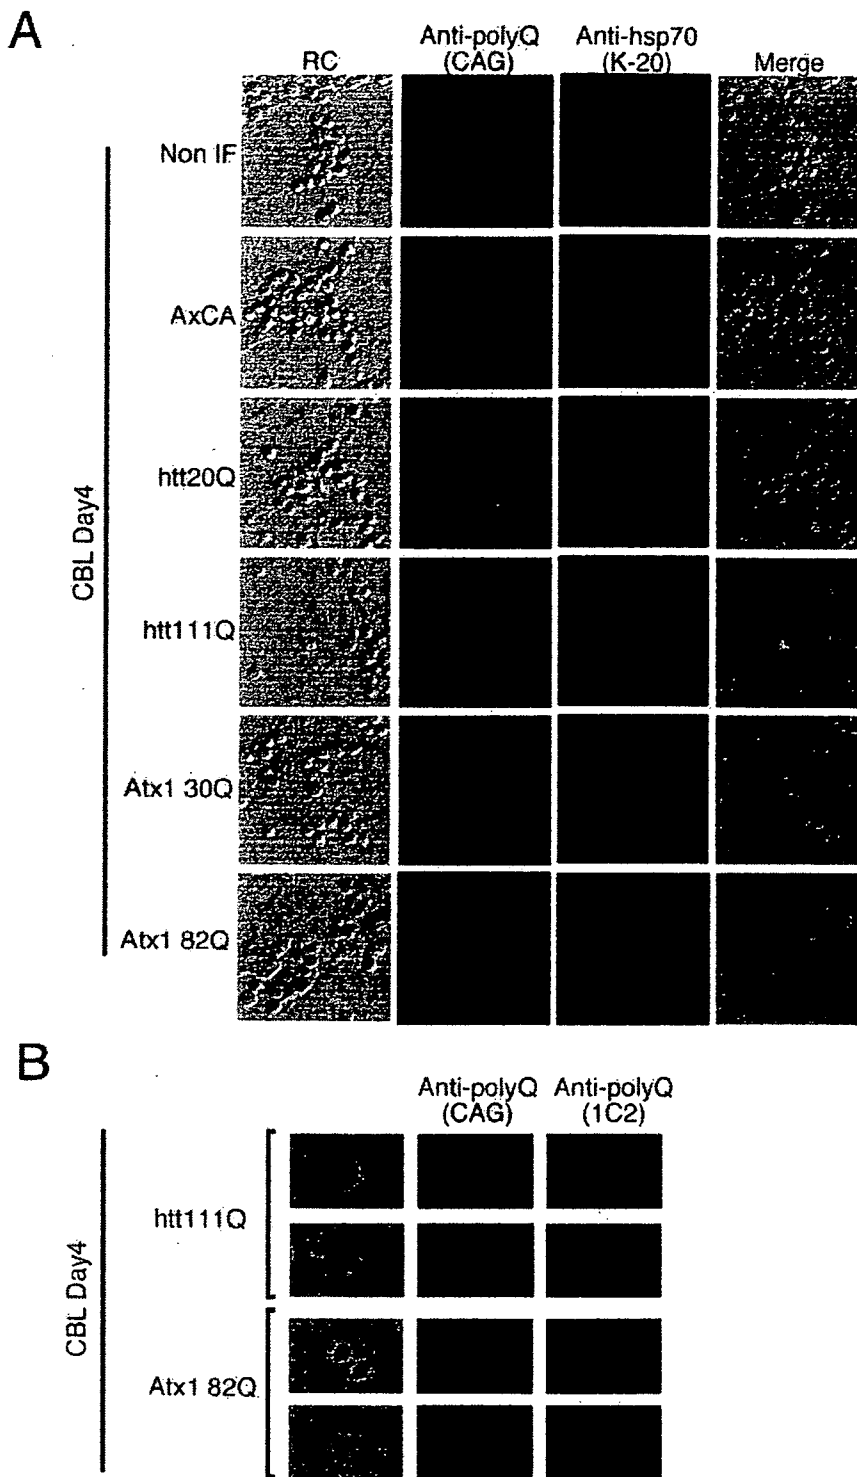 A
RC
Anti-polyQ
(CAG)
Anti-hsp70
(K-20)
Merge
CBL Day4
Non IF
AxCA
htt20Q
htt111Q
Atx1 30Q
Atx1 82Q
B
Anti-polyQ
(CAG)
Anti-polyQ
(1C2)
CBL Day4
htt111Q
Atx1 82Q